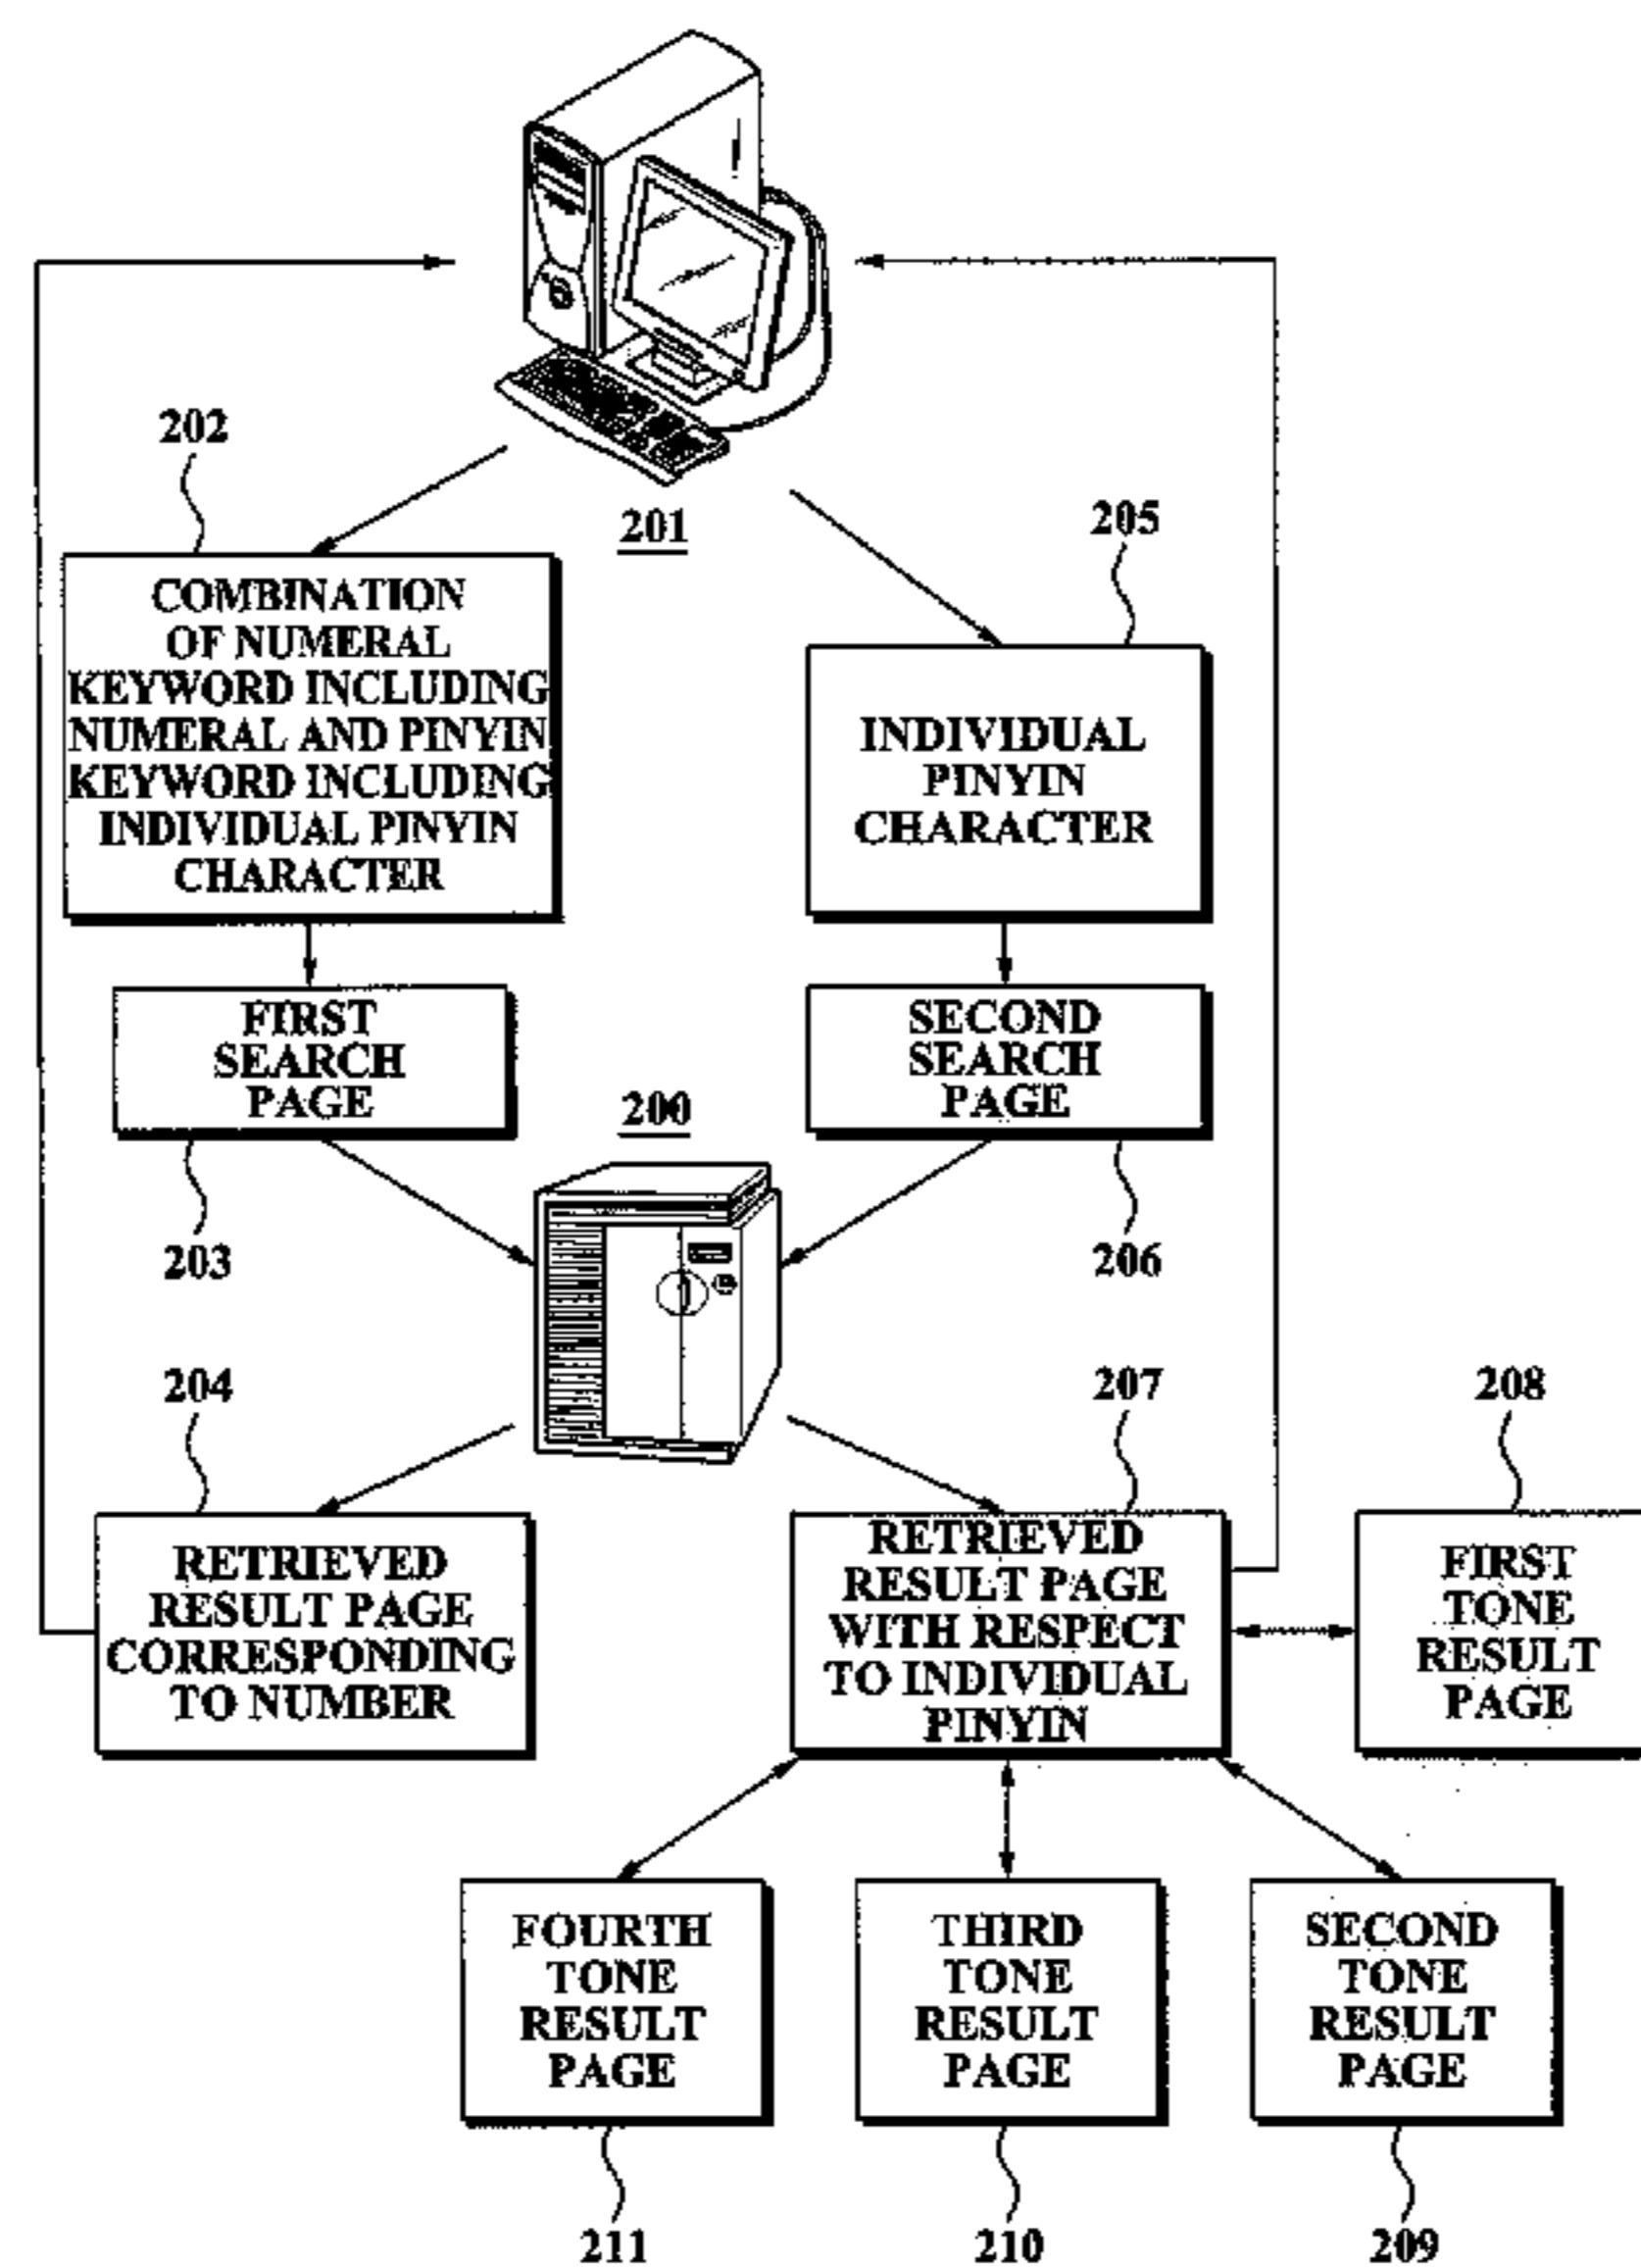 202
201
205
COMBINATION
OF NUMERAL
KEYWORD INCLUDING
NUMERAL AND PINYIN
KEYWORD INCLUDING
INDIVIDUAL PINYIN
CHARACTER
INDIVIDUAL
PINYIN
CHARACTER
FIRST
SEARCH
PAGE
SECOND
SEARCH
PAGE
200
203
206
204
207
208
RETRIEVED
RESULT PAGE
CORRESPONDING
TO NUMBER
RETRIEVED
RESULT PAGE
WITH RESPECT
TO INDIVIDUAL
PINYIN
FIRST
TONE
RESULT
PAGE
FOURTH
TONE
RESULT
PAGE
THIRD
TONE
RESULT
PAGE
SECOND
TONE
RESULT
PAGE
211
210
209